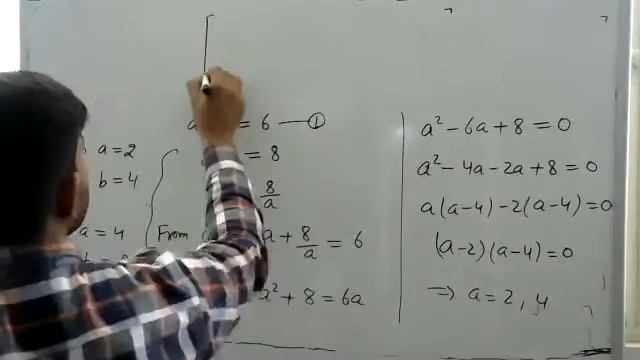 a = 2
b = 4
a = 4
a = 6 — ①
= 8
8/a
From a + 8/a = 6
a² + 8 = 6a
a² - 6a + 8 = 0
a² - 4a - 2a + 8 = 0
a(a-4) - 2(a-4) = 0
(a-2)(a-4) = 0
⇒ a = 2, 4